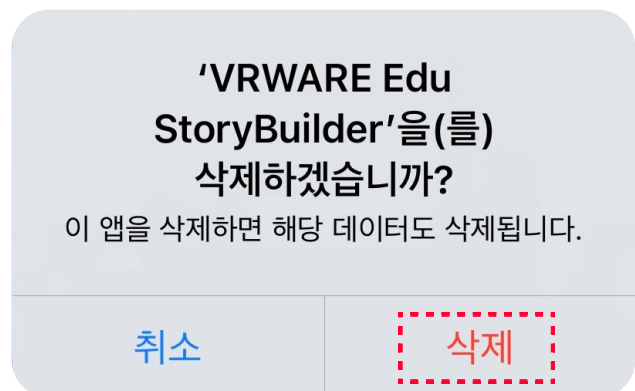 ‘VRWARE Edu
StoryBuilder’을(를)
삭제하겠습니까?
이 앱을 삭제하면 해당 데이터도 삭제됩니다.
취소
삭제